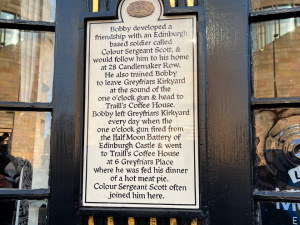 Bobby developed a
friendship with an Edinburgh
based soldier called
Colour Sergeant Scott, &
would follow him to his home
at 28 Candlemaker Row.
He also trained Bobby
to leave Greyfriars Kirkyard
at the sound of the
one o'clock gun & head to
Traill's Coffee House.
Bobby left Greyfriars Kirkyard
every day when the
one o'clock gun fired from
the Half Moon Battery of
Edinburgh Castle & went
to Traill's Coffee House
at 6 Greyfriars Place
where he was fed his dinner
of a hot meat pie.
Colour Sergeant Scott often
joined him here.